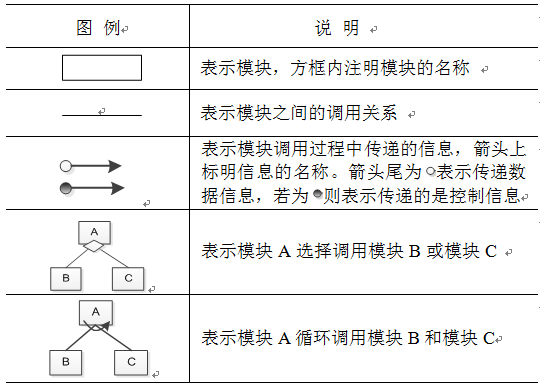 图 例 说 明
表示模块，方框内注明模块的名称
表示模块之间的调用关系
表示模块调用过程中传递的信息，箭头上
标明信息的名称。箭头尾为 表示传递数
据信息，若为 则表示传递的是控制信息
A
B C
表示模块 A 选择调用模块 B 或模块 C
A
B C
表示模块 A 循环调用模块 B 和模块 C